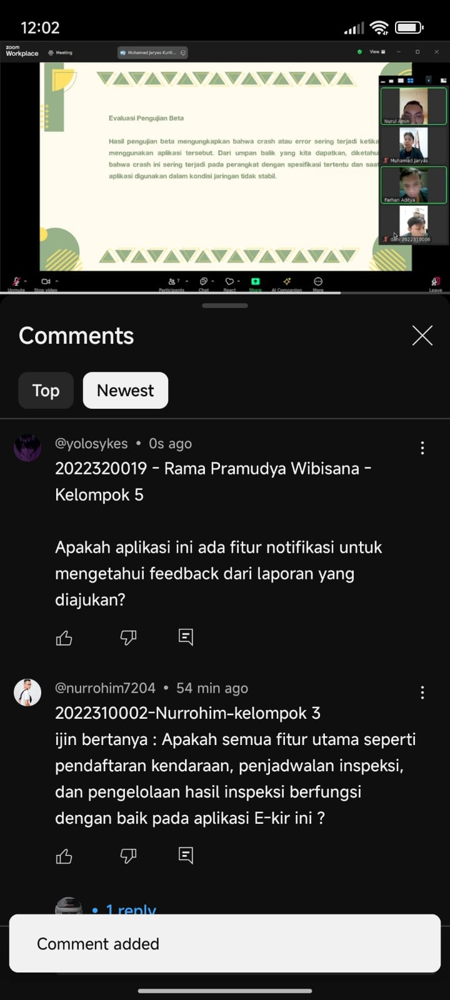 12:02
zoom
Workplace
Meeting
Muhamad Jaryas Kurill...
View
Evaluasi Pengujian Beta
Hasil pengujian beta mengungkapkan bahwa crash atau error sering terjadi ketika
menggunakan aplikasi tersebut. Dari umpan balik yang kita dapatkan, diketahu
bahwa crash ini sering terjadi pada perangkat dengan spesifikasi tertentu dan saat
aplikasi digunakan dalam kondisi jaringan tidak stabil.
Nurul Amin
Muhamad Jaryas
Farhan Aditya
dani 2022310006
Unmute
Stop video
Participants
7
Chat
React
Share
AI Companion
More
Leave
Comments
Top
Newest
@yolosykes • 0s ago
2022320019 - Rama Pramudya Wibisana -
Kelompok 5
Apakah aplikasi ini ada fitur notifikasi untuk
mengetahui feedback dari laporan yang
diajukan?
@nurrohim7204 • 54 min ago
2022310002-Nurrohim-kelompok 3
ijin bertanya : Apakah semua fitur utama seperti
pendaftaran kendaraan, penjadwalan inspeksi,
dan pengelolaan hasil inspeksi berfungsi
dengan baik pada aplikasi E-kir ini ?
• 1 reply
Comment added